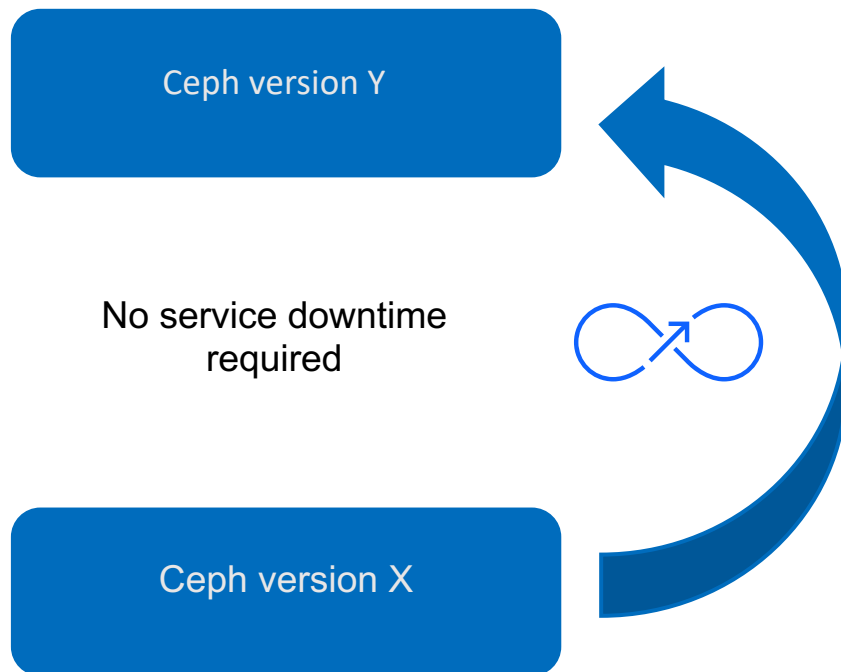 Ceph version Y
No service downtime
required
Ceph version X